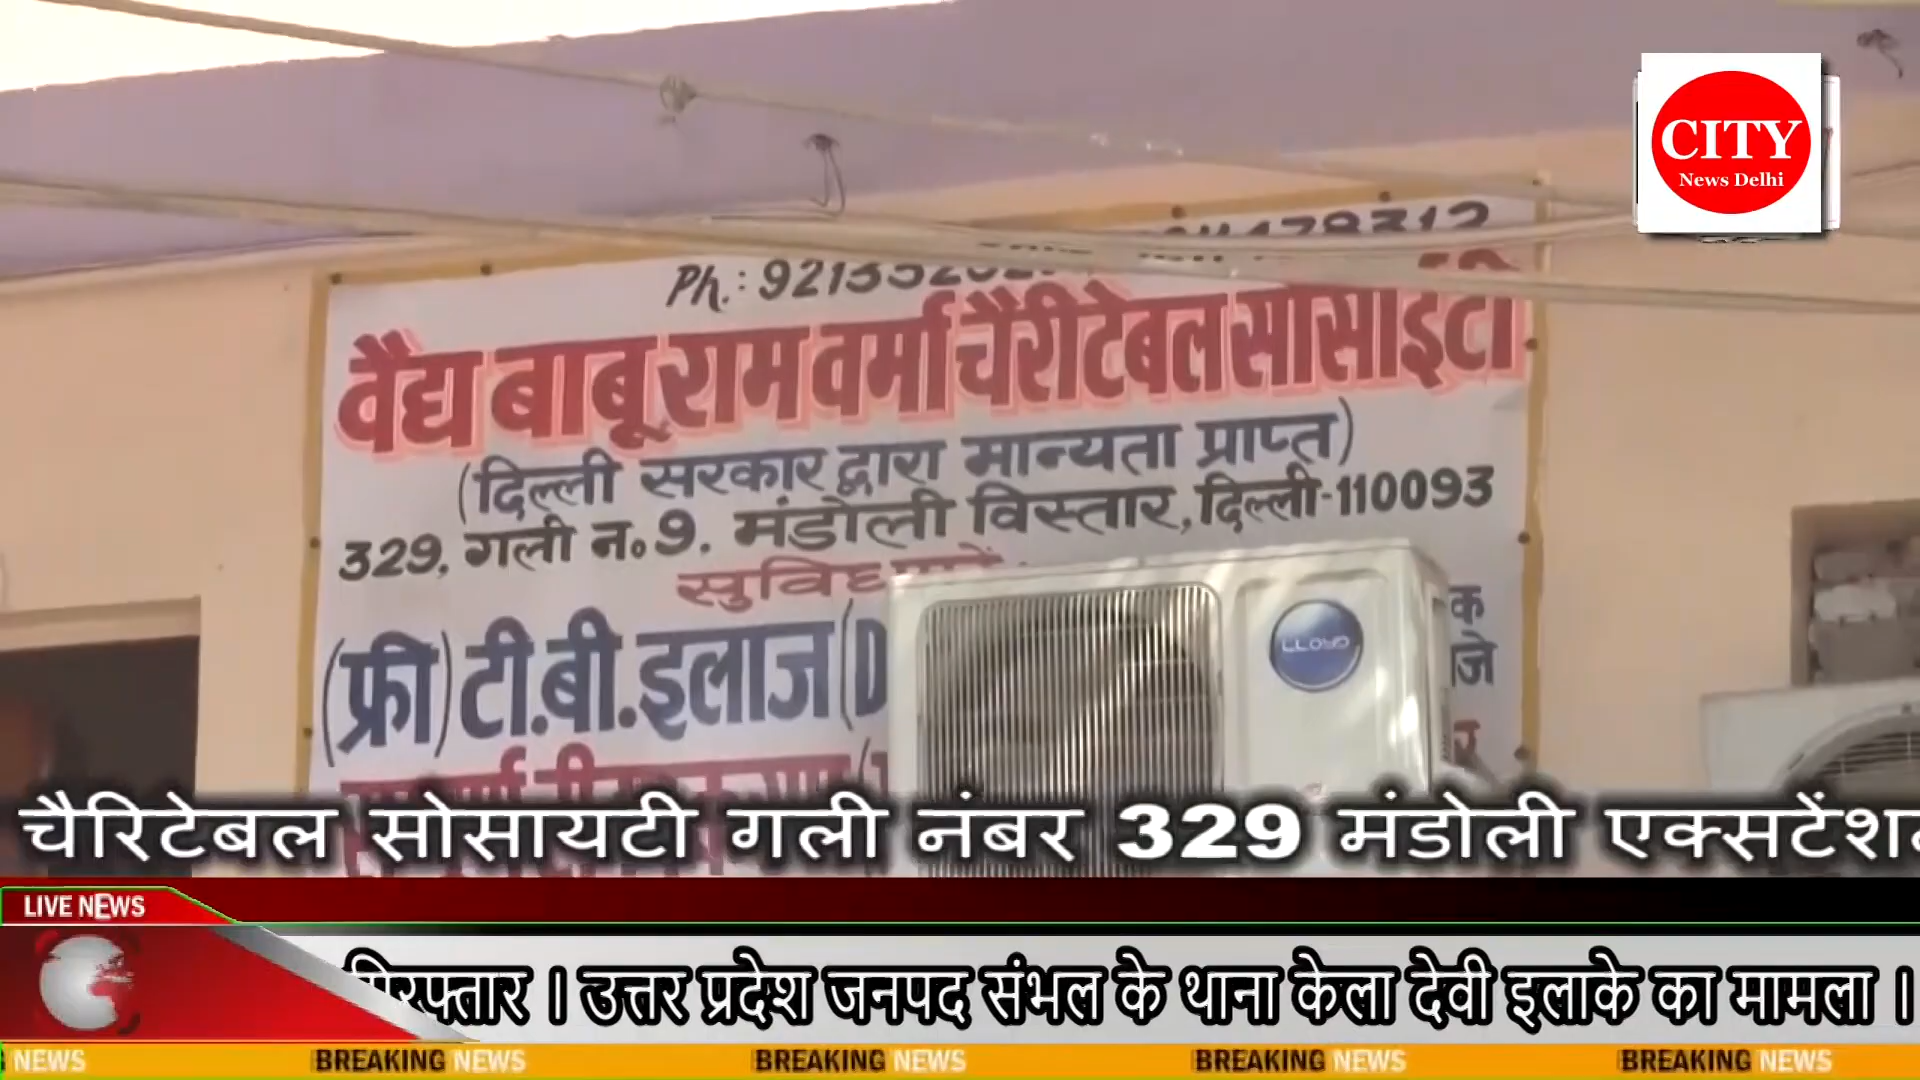 CITY
News Delhi
Ph.:
वैद्य बाबू राम वर्मा चैरीटेबल सोसाइटी
(दिल्ली सरकार द्वारा मान्यता प्राप्त)
329, गली न॰ 9, मंडोली विस्तार, दिल्ली-110093
(फ्री) टी.बी. इलाज (D
LLOYD
चैरिटेबल सोसायटी गली नंबर 329 मंडोली एक्सटेंशन
LIVE NEWS
गिरफ्तार । उत्तर प्रदेश जनपद संभल के थाना केला देवी इलाके का मामला ।
NEWS BREAKING NEWS BREAKING NEWS BREAKING NEWS BREAKING NEWS